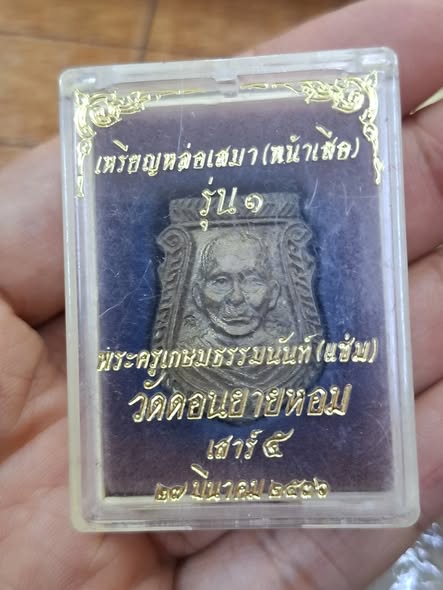 เหรียญหล่อเสมา (หน้าเสือ)
รุ่น ๑
พระครูเกษมธรรมนันท์ (แช่ม)
วัดดอนยายหอม
เสาร์ ๕
๒๗ มีนาคม ๒๕๓๖